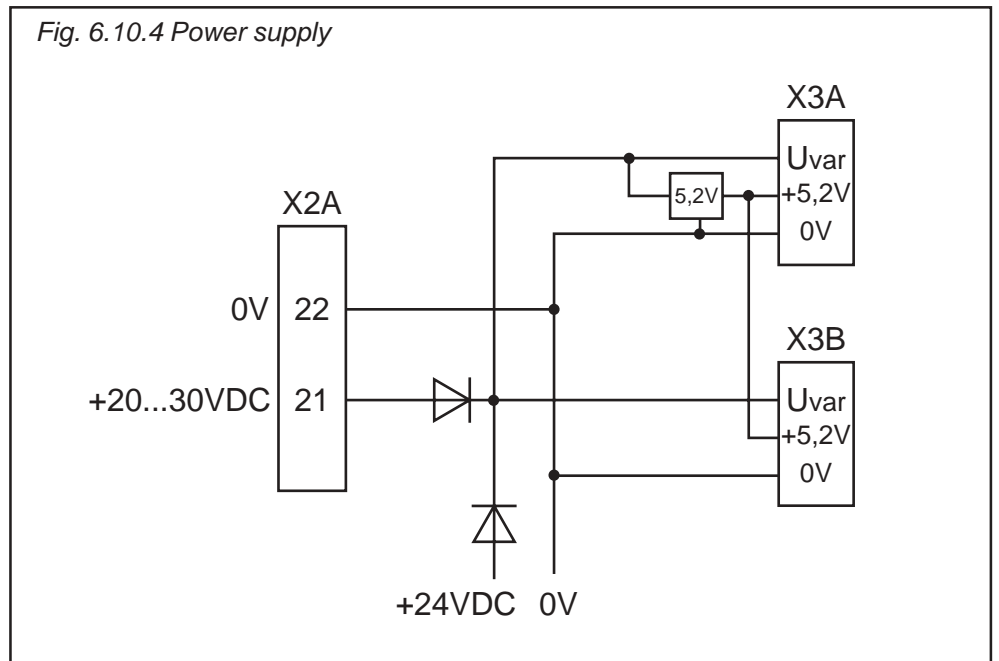 Fig. 6.10.4 Power supply
X3A
Uvar
5,2V
+5,2V
0V
X2A
0V 22
+20...30VDC 21
X3B
Uvar
+5,2V
0V
+24VDC 0V